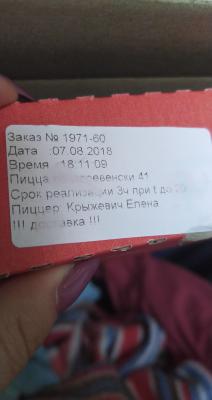 Заказ № 1971-60
Дата :07.08.2018
Время :18:11:09
Пицца 41
Срок реализации 3ч при t до
Пиццер: Крыжевич Елена
!!! доставка !!!